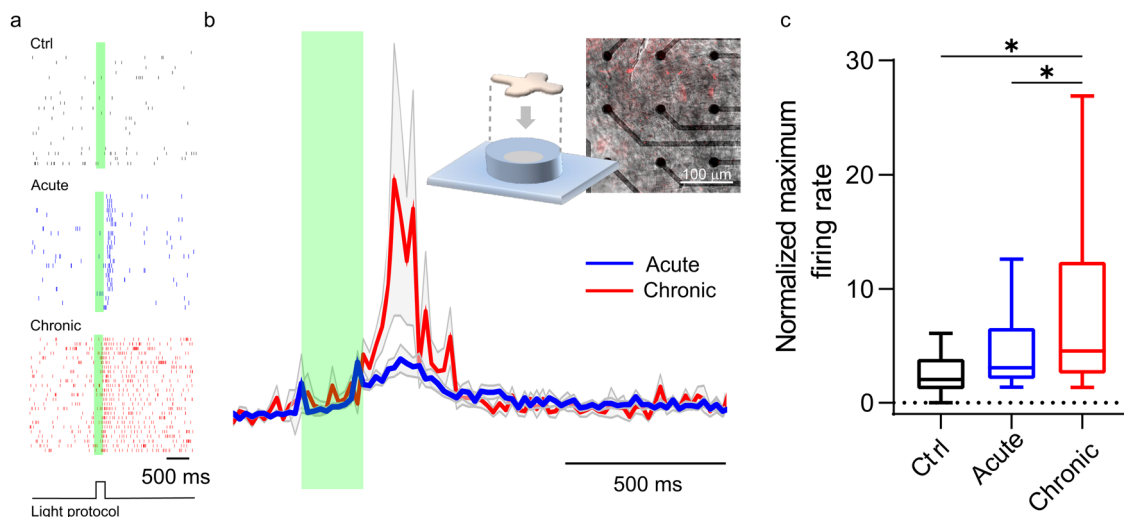 a
Ctrl
Acute
Chronic
500 ms
Light protocol
b
100 µm
Acute
Chronic
500 ms
c
Normalized maximum
firing rate
30
20
10
0
*
*
Ctrl
Acute
Chronic